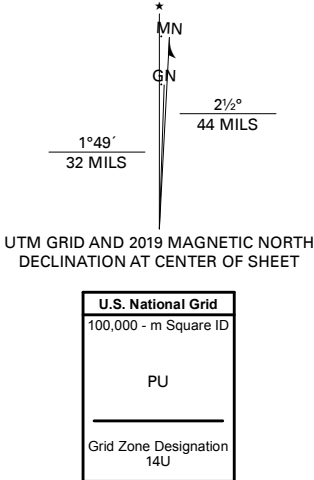 ★
MN
GN
2½°
44 MILS
1°49´
32 MILS
UTM GRID AND 2019 MAGNETIC NORTH
DECLINATION AT CENTER OF SHEET
U.S. National Grid
100,000 - m Square ID
PU
Grid Zone Designation
14U